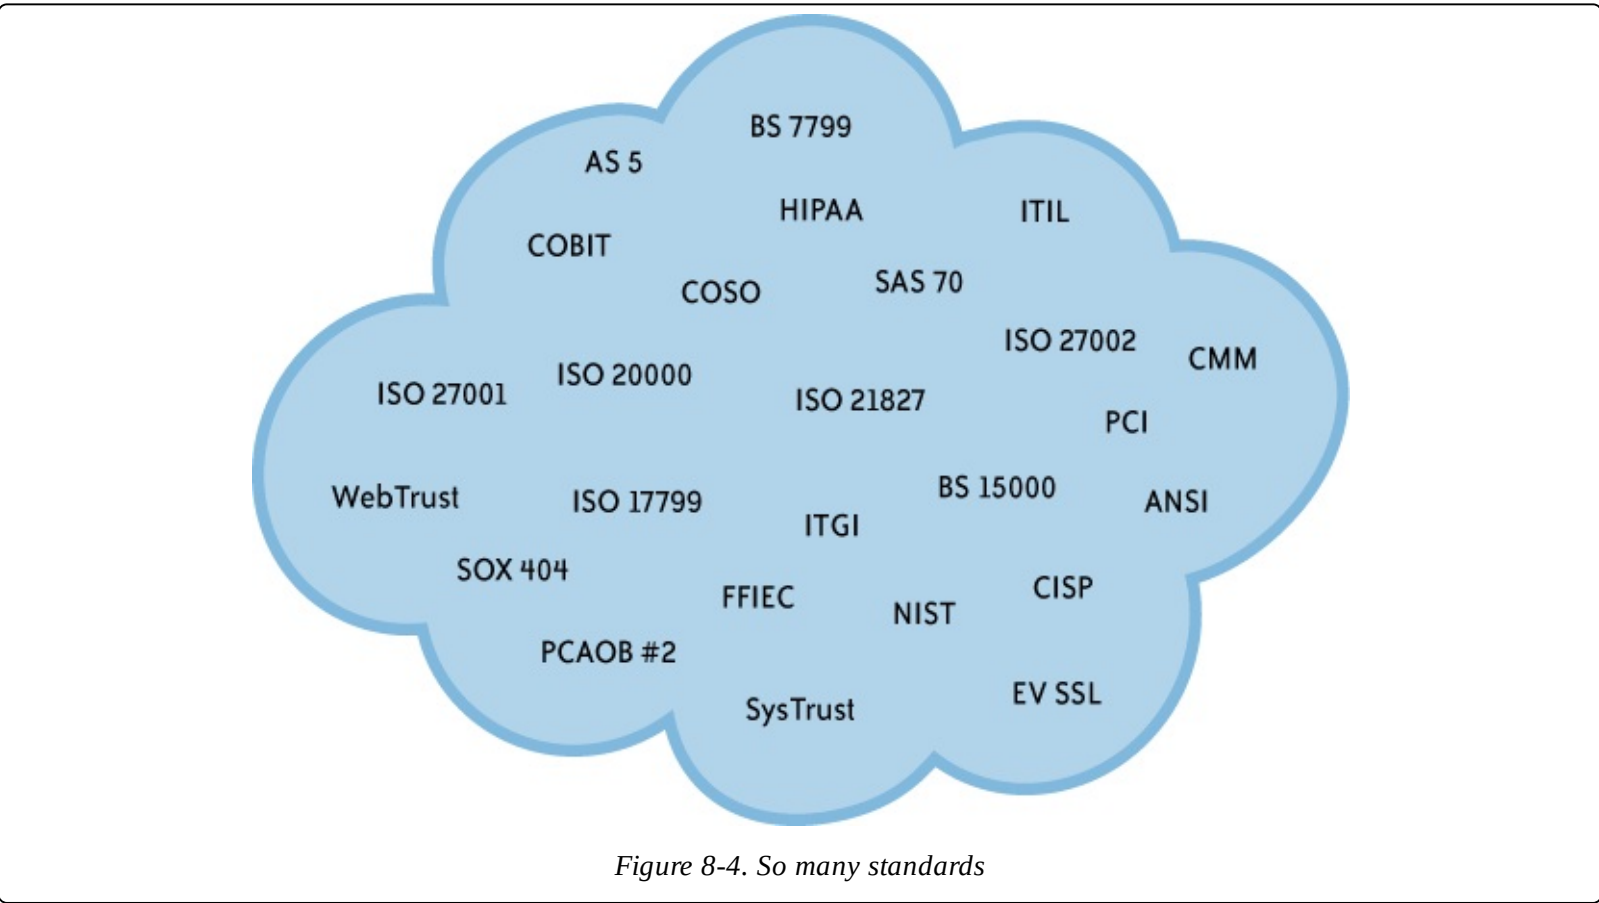 BS 7799
AS 5
HIPAA
ITIL
COBIT
COSO
SAS 70
ISO 27002
CMM
ISO 20000
ISO 27001
ISO 21827
PCI
WebTrust
ISO 17799
BS 15000
ANSI
ITGI
SOX 404
FFIEC
CISP
NIST
PCAOB #2
EV SSL
SysTrust
Figure 8-4. So many standards